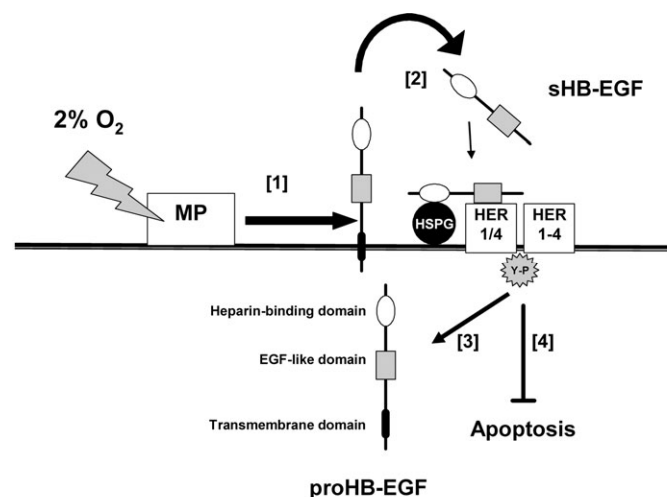 [2]
sHB-EGF
2% O₂
[1]
MP
HSPG
HER
1/4
HER
1-4
Y-P
Heparin-binding domain
[3]
[4]
EGF-like domain
Transmembrane domain
Apoptosis
proHB-EGF